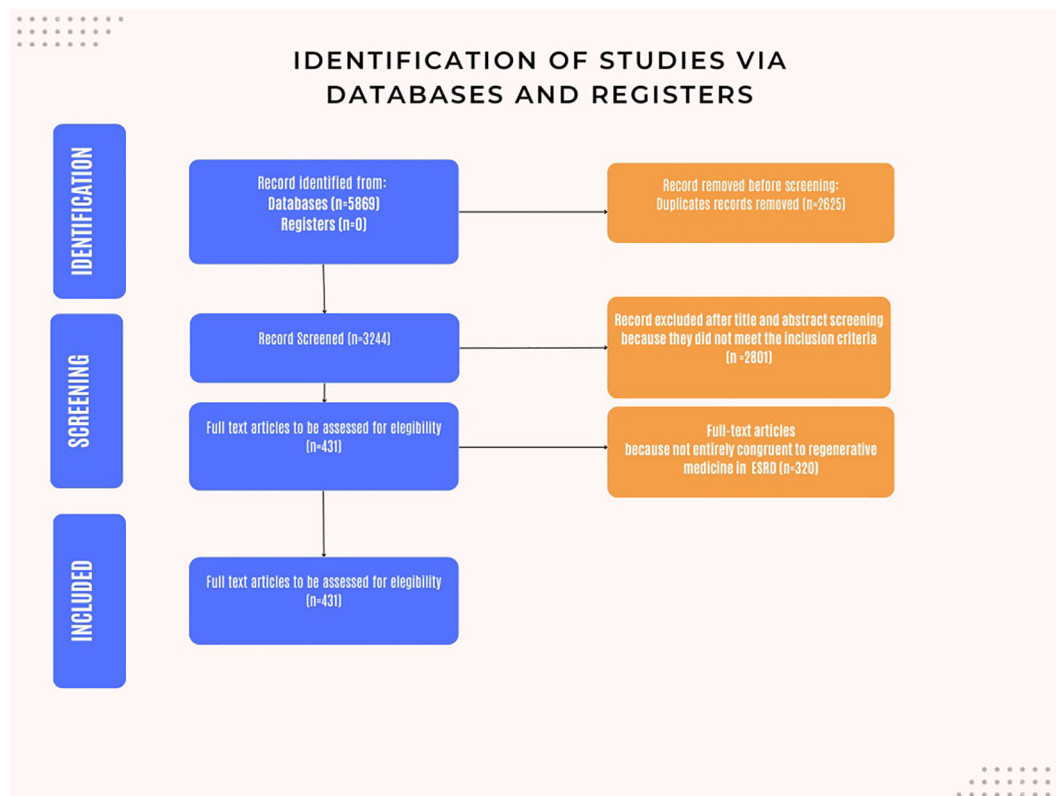 IDENTIFICATION OF STUDIES VIA
DATABASES AND REGISTERS
IDENTIFICATION
Record identified from:
Databases (n=5869)
Registers (n=0)
Record removed before screening:
Duplicates records removed (n=2625)
SCREENING
Record Screened (n=3244)
Record excluded after title and abstract screening
because they did not meet the inclusion criteria
(n =2801)
Full text articles to be assessed for elegibility
(n=431)
Full-text articles
because not entirely congruent to regenerative
medicine in ESRD (n=320)
INCLUDED
Full text articles to be assessed for elegibility
(n=431)